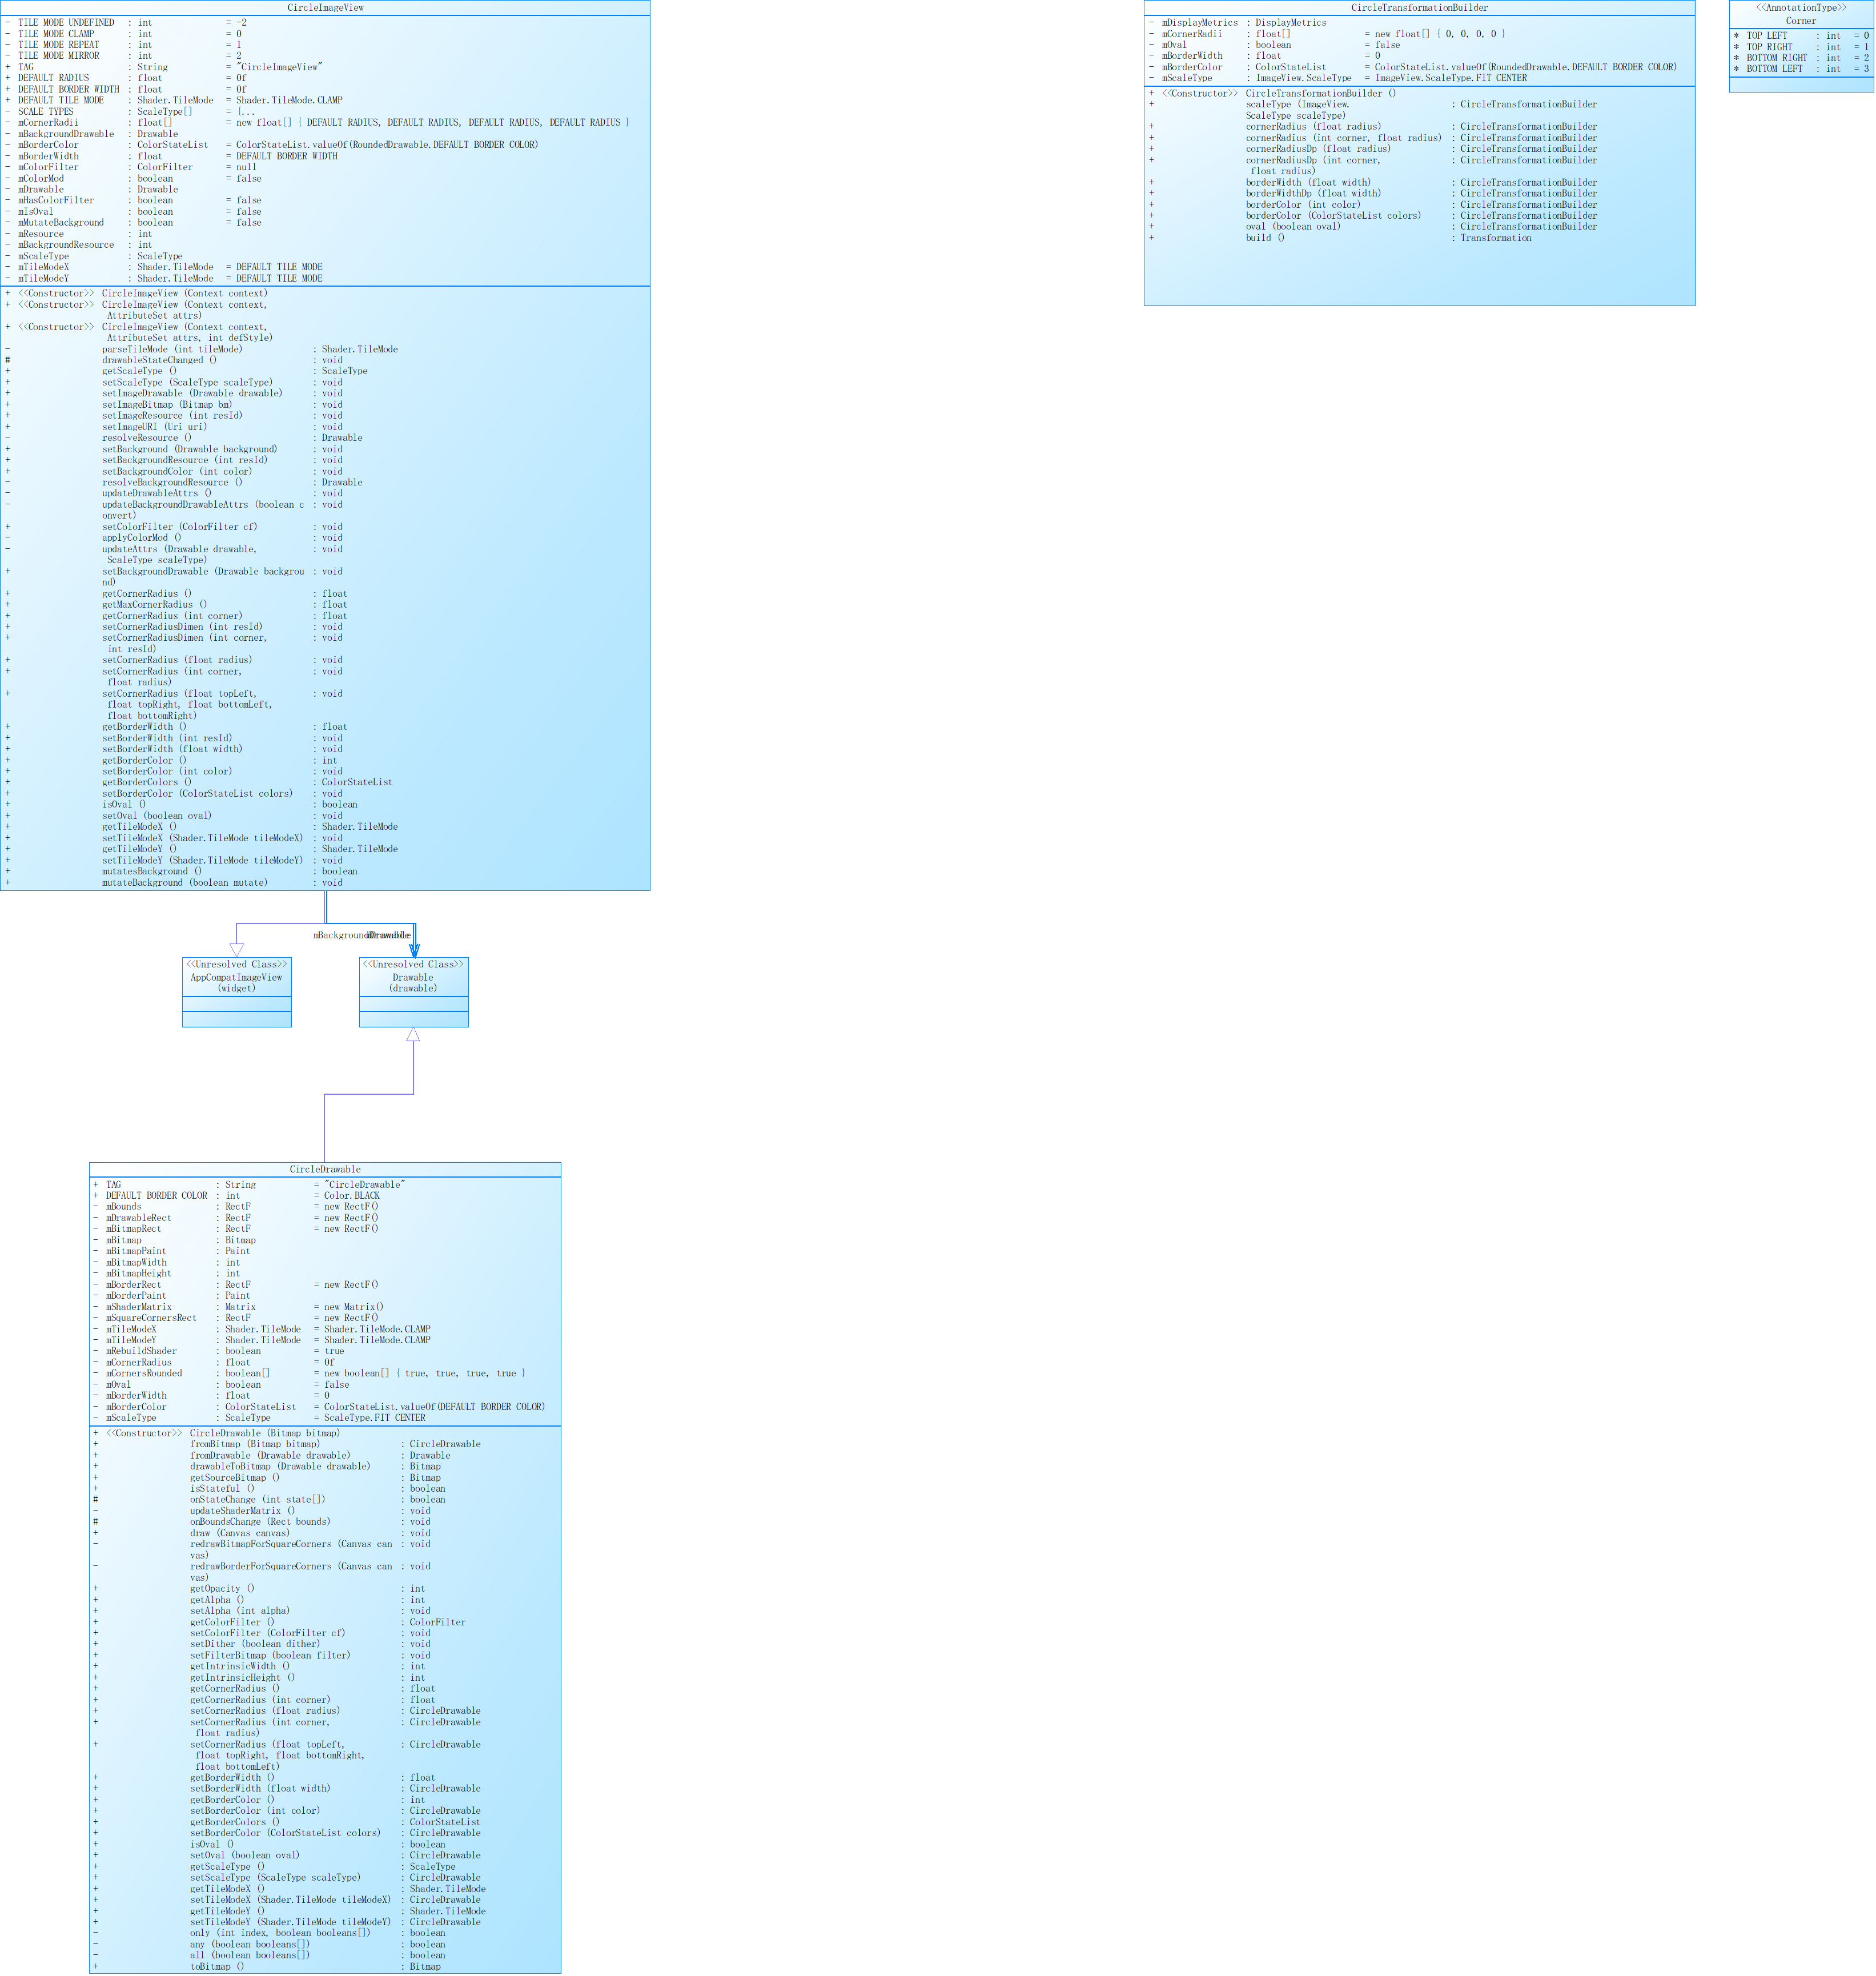 CircleImageView
- TILE MODE UNDEFINED : int = -2
- TILE MODE CLAMP : int = 0
- TILE MODE REPEAT : int = 1
- TILE MODE MIRROR : int = 2
+ TAG : String = "CircleImageView"
+ DEFAULT RADIUS : float = 0f
+ DEFAULT BORDER WIDTH : float = 0f
+ DEFAULT TILE MODE : Shader.TileMode = Shader.TileMode.CLAMP
- SCALE TYPES : ScaleType[] = {...
- mCornerRadii : float[] = new float[] { DEFAULT RADIUS, DEFAULT RADIUS, DEFAULT RADIUS, DEFAULT RADIUS }
- mBackgroundDrawable : Drawable
- mBorderColor : ColorStateList = ColorStateList.valueOf(RoundedDrawable.DEFAULT BORDER COLOR)
- mBorderWidth : float = DEFAULT BORDER WIDTH
- mColorFilter : ColorFilter = null
- mColorMod : boolean = false
- mDrawable : Drawable
- mHasColorFilter : boolean = false
- mIsOval : boolean = false
- mMutateBackground : boolean = false
- mResource : int
- mBackgroundResource : int
- mScaleType : ScaleType
- mTileModeX : Shader.TileMode = DEFAULT TILE MODE
- mTileModeY : Shader.TileMode = DEFAULT TILE MODE
+ <<Constructor>> CircleImageView (Context context)
+ <<Constructor>> CircleImageView (Context context,
AttributeSet attrs)
+ <<Constructor>> CircleImageView (Context context,
AttributeSet attrs, int defStyle)
- parseTileMode (int tileMode) : Shader.TileMode
# drawableStateChanged () : void
+ getScaleType () : ScaleType
+ setScaleType (ScaleType scaleType) : void
+ setImageDrawable (Drawable drawable) : void
+ setImageBitmap (Bitmap bm) : void
+ setImageResource (int resId) : void
+ setImageURI (Uri uri) : void
- resolveResource () : Drawable
+ setBackground (Drawable background) : void
+ setBackgroundResource (int resId) : void
+ setBackgroundColor (int color) : void
- resolveBackgroundResource () : Drawable
- updateDrawableAttrs () : void
- updateBackgroundDrawableAttrs (boolean c : void
onvert)
+ setColorFilter (ColorFilter cf) : void
- applyColorMod () : void
- updateAttrs (Drawable drawable, : void
ScaleType scaleType)
+ setBackgroundDrawable (Drawable backgrou : void
nd)
+ getCornerRadius () : float
+ getMaxCornerRadius () : float
+ getCornerRadius (int corner) : float
+ setCornerRadiusDimen (int resId) : void
+ setCornerRadiusDimen (int corner, : void
int resId)
+ setCornerRadius (float radius) : void
+ setCornerRadius (int corner, : void
float radius)
+ setCornerRadius (float topLeft, : void
float topRight, float bottomLeft,
float bottomRight)
+ getBorderWidth () : float
+ setBorderWidth (int resId) : void
+ setBorderWidth (float width) : void
+ getBorderColor () : int
+ setBorderColor (int color) : void
+ getBorderColors () : ColorStateList
+ setBorderColor (ColorStateList colors) : void
+ isOval () : boolean
+ setOval (boolean oval) : void
+ getTileModeX () : Shader.TileMode
+ setTileModeX (Shader.TileMode tileModeX) : void
+ getTileModeY () : Shader.TileMode
+ setTileModeY (Shader.TileMode tileModeY) : void
+ mutatesBackground () : boolean
+ mutateBackground (boolean mutate) : void
CircleTransformationBuilder
- mDisplayMetrics : DisplayMetrics
- mCornerRadii : float[] = new float[] { 0, 0, 0, 0 }
- mOval : boolean = false
- mBorderWidth : float = 0
- mBorderColor : ColorStateList = ColorStateList.valueOf(RoundedDrawable.DEFAULT BORDER COLOR)
- mScaleType : ImageView.ScaleType = ImageView.ScaleType.FIT CENTER
+ <<Constructor>> CircleTransformationBuilder ()
+ scaleType (ImageView. : CircleTransformationBuilder
ScaleType scaleType)
+ cornerRadius (float radius) : CircleTransformationBuilder
+ cornerRadius (int corner, float radius) : CircleTransformationBuilder
+ cornerRadiusDp (float radius) : CircleTransformationBuilder
+ cornerRadiusDp (int corner, : CircleTransformationBuilder
float radius)
+ borderWidth (float width) : CircleTransformationBuilder
+ borderWidthDp (float width) : CircleTransformationBuilder
+ borderColor (int color) : CircleTransformationBuilder
+ borderColor (ColorStateList colors) : CircleTransformationBuilder
+ oval (boolean oval) : CircleTransformationBuilder
+ build () : Transformation
<<AnnotationType>>
Corner
* TOP LEFT : int = 0
* TOP RIGHT : int = 1
* BOTTOM RIGHT : int = 2
* BOTTOM LEFT : int = 3
<<Unresolved Class>>
AppCompatImageView
(widget)
<<Unresolved Class>>
Drawable
(drawable)
CircleDrawable
+ TAG : String = "CircleDrawable"
+ DEFAULT BORDER COLOR : int = Color.BLACK
- mBounds : RectF = new RectF()
- mDrawableRect : RectF = new RectF()
- mBitmapRect : RectF = new RectF()
- mBitmap : Bitmap
- mBitmapPaint : Paint
- mBitmapWidth : int
- mBitmapHeight : int
- mBorderRect : RectF = new RectF()
- mBorderPaint : Paint
- mShaderMatrix : Matrix = new Matrix()
- mSquareCornersRect : RectF = new RectF()
- mTileModeX : Shader.TileMode = Shader.TileMode.CLAMP
- mTileModeY : Shader.TileMode = Shader.TileMode.CLAMP
- mRebuildShader : boolean = true
- mCornerRadius : float = 0f
- mCornersRounded : boolean[] = new boolean[] { true, true, true, true }
- mOval : boolean = false
- mBorderWidth : float = 0
- mBorderColor : ColorStateList = ColorStateList.valueOf(DEFAULT BORDER COLOR)
- mScaleType : ScaleType = ScaleType.FIT CENTER
+ <<Constructor>> CircleDrawable (Bitmap bitmap)
+ fromBitmap (Bitmap bitmap) : CircleDrawable
+ fromDrawable (Drawable drawable) : Drawable
+ drawableToBitmap (Drawable drawable) : Bitmap
+ getSourceBitmap () : Bitmap
+ isStateful () : boolean
# onStateChange (int state[]) : boolean
- updateShaderMatrix () : void
# onBoundsChange (Rect bounds) : void
+ draw (Canvas canvas) : void
- redrawBitmapForSquareCorners (Canvas can : void
vas)
- redrawBorderForSquareCorners (Canvas can : void
vas)
+ getOpacity () : int
+ getAlpha () : int
+ setAlpha (int alpha) : void
+ getColorFilter () : ColorFilter
+ setColorFilter (ColorFilter cf) : void
+ setDither (boolean dither) : void
+ setFilterBitmap (boolean filter) : void
+ getIntrinsicWidth () : int
+ getIntrinsicHeight () : int
+ getCornerRadius () : float
+ getCornerRadius (int corner) : float
+ setCornerRadius (float radius) : CircleDrawable
+ setCornerRadius (int corner, : CircleDrawable
float radius)
+ setCornerRadius (float topLeft, : CircleDrawable
float topRight, float bottomRight,
float bottomLeft)
+ getBorderWidth () : float
+ setBorderWidth (float width) : CircleDrawable
+ getBorderColor () : int
+ setBorderColor (int color) : CircleDrawable
+ getBorderColors () : ColorStateList
+ setBorderColor (ColorStateList colors) : CircleDrawable
+ isOval () : boolean
+ setOval (boolean oval) : CircleDrawable
+ getScaleType () : ScaleType
+ setScaleType (ScaleType scaleType) : CircleDrawable
+ getTileModeX () : Shader.TileMode
+ setTileModeX (Shader.TileMode tileModeX) : CircleDrawable
+ getTileModeY () : Shader.TileMode
+ setTileModeY (Shader.TileMode tileModeY) : CircleDrawable
- only (int index, boolean booleans[]) : boolean
- any (boolean booleans[]) : boolean
- all (boolean booleans[]) : boolean
+ toBitmap () : Bitmap